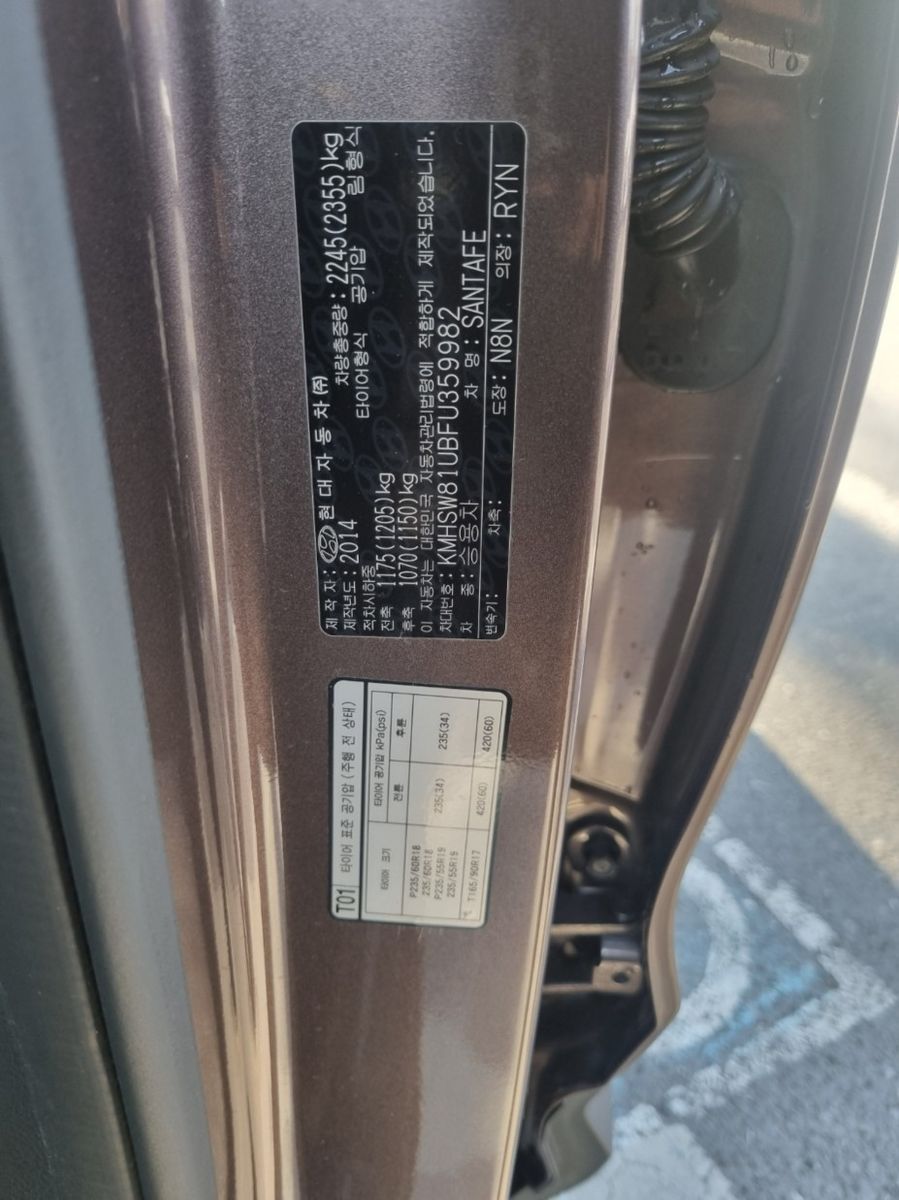 제 작 자 : 현 대 자 동 차 ㈜
제작년도 : 2014
차량총중량 : 2245(2355)kg
적차시하중
타이어형식 공기압 림형식
전축 : 1175(1205)kg
후축 : 1070(1150)kg
이 자동차는 대한민국 자동차관리법령에 적합하게 제작되었습니다.
차대번호 : KMHSW81UBFU359982
차 종 : 승용차 차 명 : SANTAFE
변속기 : 차축 : 도장 : N8N 의장 : RYN
T01 타이어 표준 공기압 (주행 전 상태)
타이어 크기 타이어 공기압 kPa(psi)
전륜 후륜
P235/60R18
235/60R18
P235/55R19
235/55R19
235(34) 235(34)
T165/90R17 420(60) 420(60)